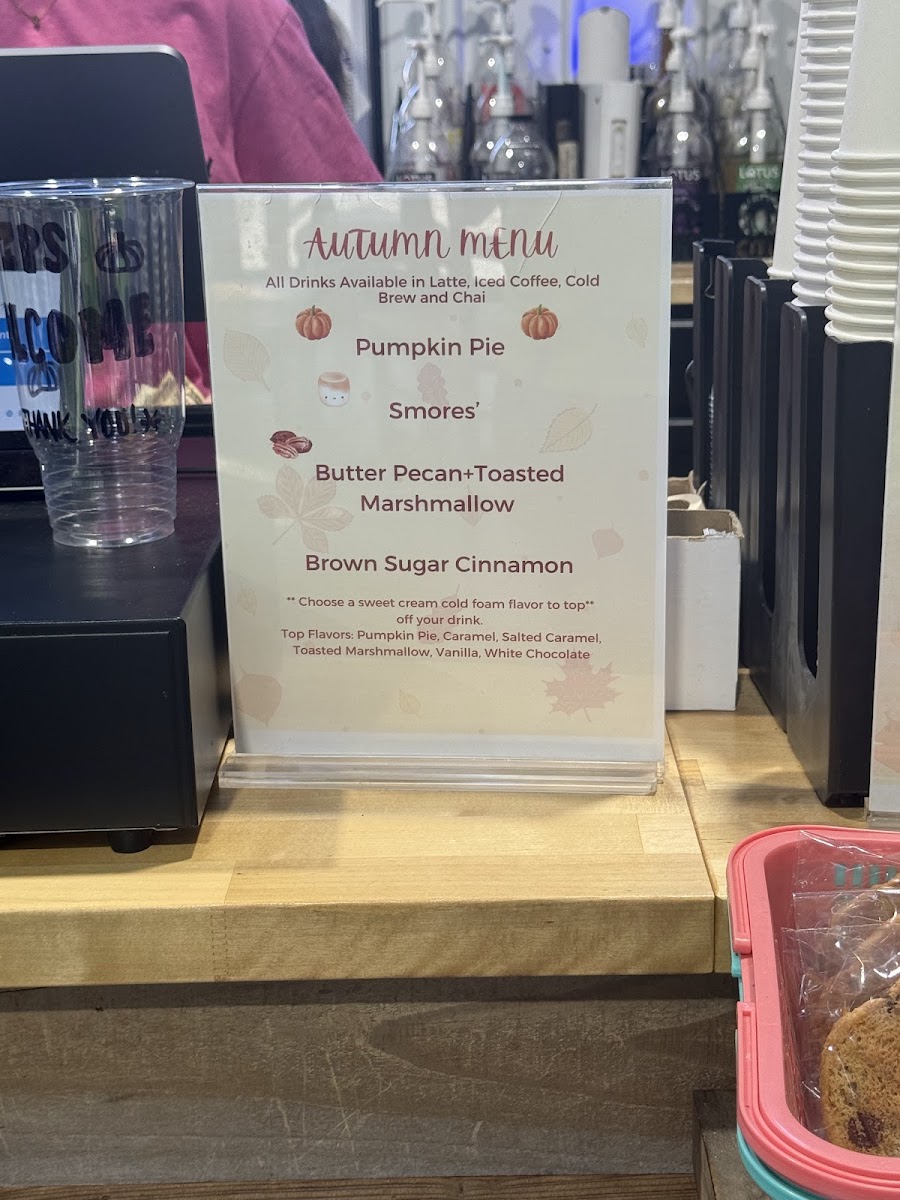 AUTUMN MENU
All Drinks Available in Latte, Iced Coffee, Cold
Brew and Chai
Pumpkin Pie
Smores'
Butter Pecan+Toasted
Marshmallow
Brown Sugar Cinnamon
** Choose a sweet cream cold foam flavor to top**
off your drink.
Top Flavors: Pumpkin Pie, Caramel, Salted Caramel,
Toasted Marshmallow, Vanilla, White Chocolate
LOTUS
LOTUS